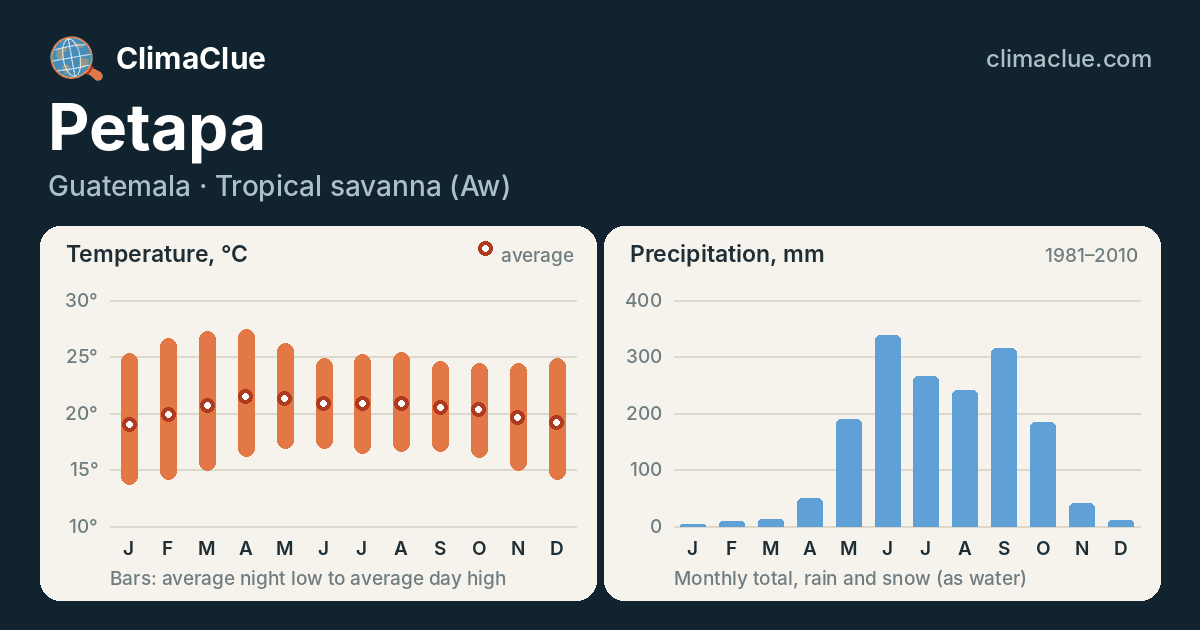 ClimaClue
climaclue.com
Petapa
Guatemala · Tropical savanna (Aw)
Temperature, °C
average
30°
25°
20°
15°
10°
J F M A M J J A S O N D
Bars: average night low to average day high
Precipitation, mm
1981–2010
400
300
200
100
0
J F M A M J J A S O N D
Monthly total, rain and snow (as water)